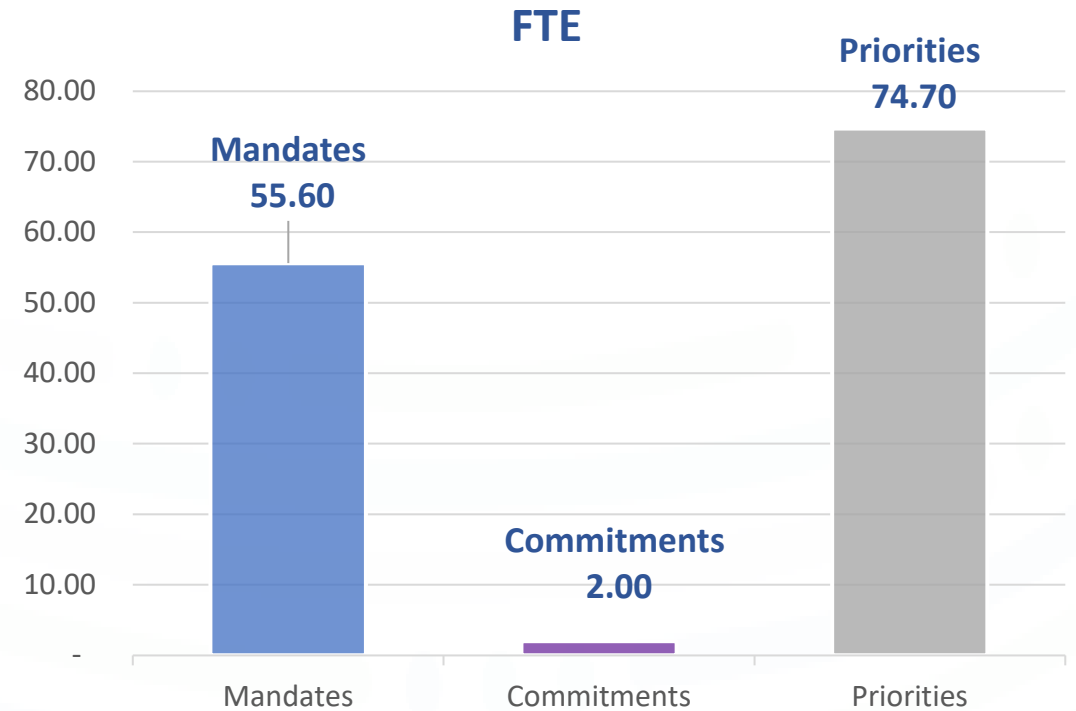 FTE
Priorities
74.70
80.00
Mandates
55.60
70.00
60.00
50.00
40.00
30.00
20.00
Commitments
2.00
10.00
-
Mandates
Commitments
Priorities